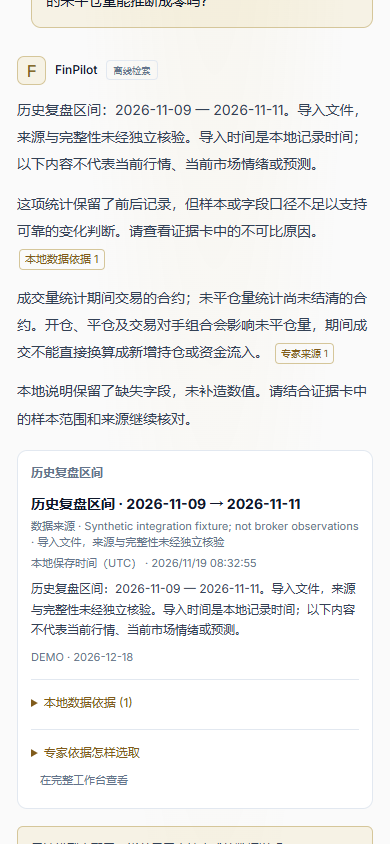 的未平仓量能推断成零吗？
F
FinPilot 离线检索
历史复盘区间：2026-11-09 — 2026-11-11。导入文件，
来源与完整性未经独立核验。导入时间是本地记录时间；
以下内容不代表当前行情、当前市场情绪或预测。
这项统计保留了前后记录，但样本或字段口径不足以支持
可靠的变化判断。请查看证据卡中的不可比原因。
本地数据依据 1
成交量统计期间交易的合约；未平仓量统计尚未结清的合
约。开仓、平仓及交易对手组合会影响未平仓量，期间成
交不能直接换算成新增持仓或资金流入。 专家来源 1
本地说明保留了缺失字段，未补造数值。请结合证据卡中
的样本范围和来源继续核对。
历史复盘区间
历史复盘区间 · 2026-11-09 → 2026-11-11
数据来源 · Synthetic integration fixture; not broker observations
· 导入文件，来源与完整性未经独立核验
本地保存时间（UTC） · 2026/11/19 08:32:55
历史复盘区间：2026-11-09 — 2026-11-11。导入文件，来源
与完整性未经独立核验。导入时间是本地记录时间；以下内容
不代表当前行情、当前市场情绪或预测。
DEMO · 2026-12-18
▶ 本地数据依据 (1)
▶ 专家依据怎样选取
在完整工作台查看